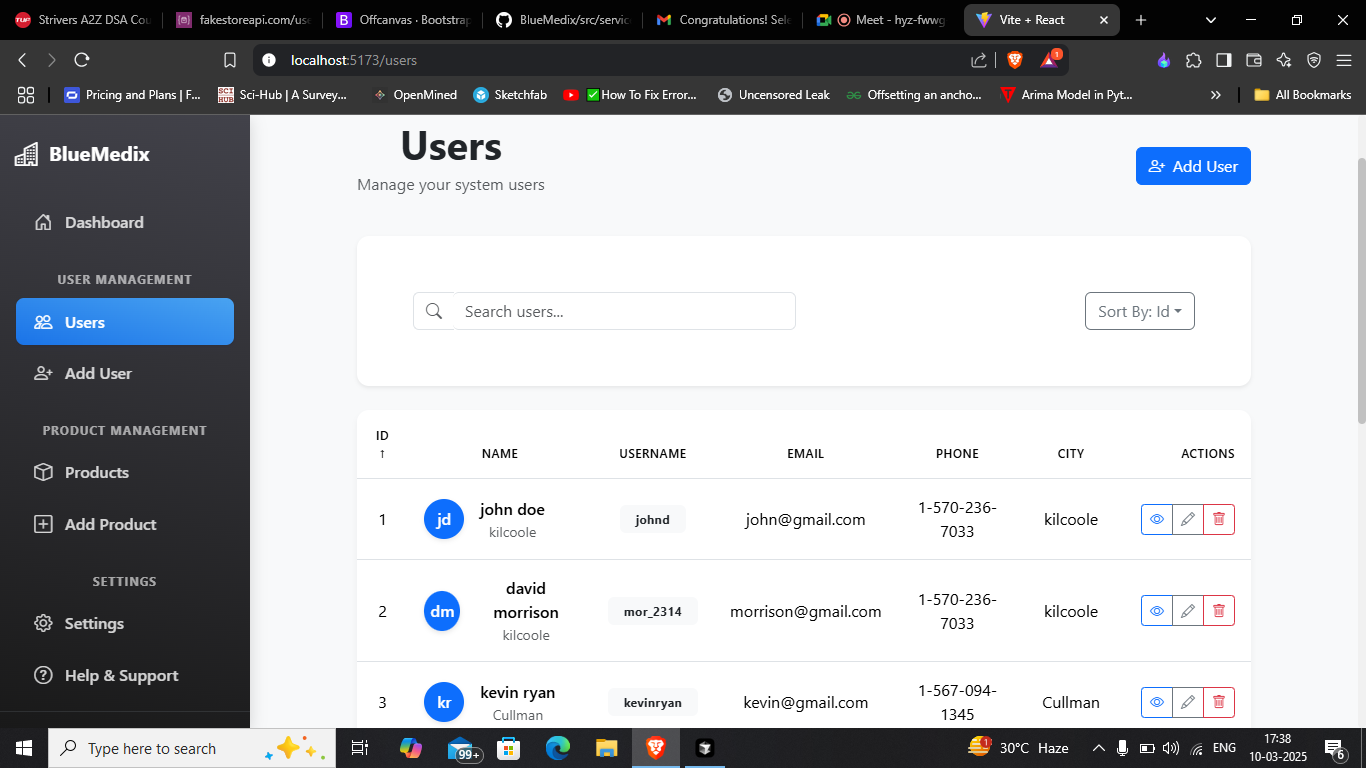 Strivers A2Z DSA Cou
fakestoreapi.com/use
Offcanvas · Bootstrap
BlueMedix/src/servic
Congratulations! Sele
Meet - hyz-fwwg
Vite + React
localhost:5173/users
1
Pricing and Plans | F...
SCI HUB
Sci-Hub | A Survey...
OpenMined
Sketchfab
How To Fix Error...
Uncensored Leak
Offsetting an ancho...
Arima Model in Pyt...
All Bookmarks
BlueMedix
Dashboard
USER MANAGEMENT
Users
Add User
PRODUCT MANAGEMENT
Products
Add Product
SETTINGS
Settings
Help & Support
Users
Manage your system users
Add User
Search users...
Sort By: Id
ID ↑ NAME USERNAME EMAIL PHONE CITY ACTIONS
1 jd john doe kilcoole johnd john@gmail.com 1-570-236-7033 kilcoole
2 dm david morrison kilcoole mor_2314 morrison@gmail.com 1-570-236-7033 kilcoole
3 kr kevin ryan Cullman kevinryan kevin@gmail.com 1-567-094-1345 Cullman
Type here to search
99+
1
30°C Haze
ENG
17:38
10-03-2025
6